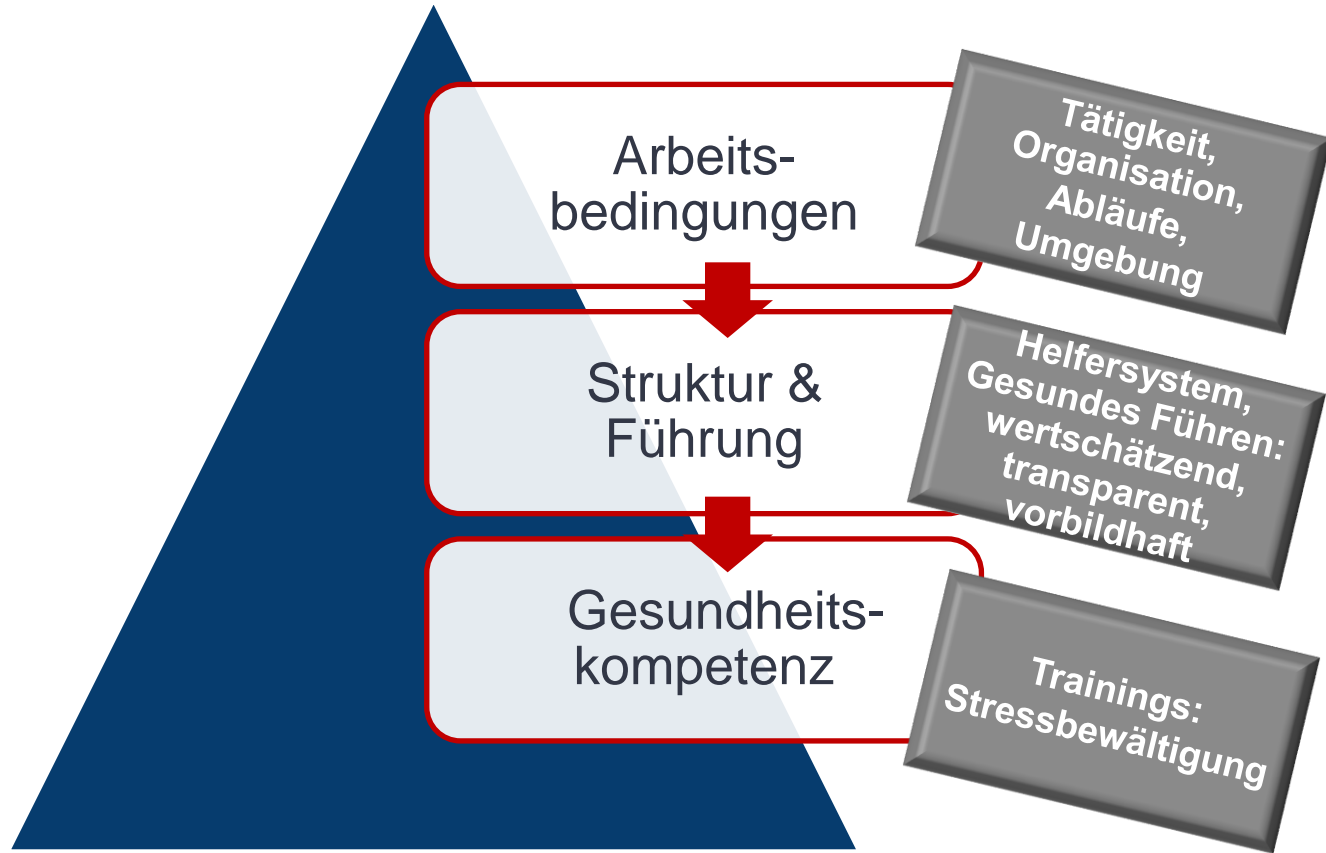 Arbeits-
bedingungen
Tätigkeit,
Organisation,
Abläufe,
Umgebung
Struktur &
Führung
Helfersystem,
Gesundes Führen:
wertschätzend,
transparent,
vorbildhaft
Gesundheits-
kompetenz
Trainings:
Stressbewältigung